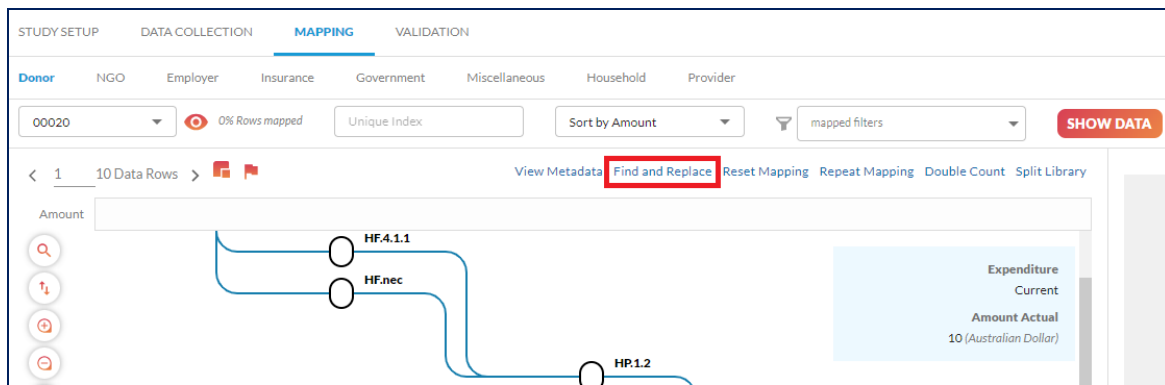 STUDY SETUP DATA COLLECTION MAPPING VALIDATION
Donor NGO Employer Insurance Government Miscellaneous Household Provider
00020 0% Rows mapped Unique Index Sort by Amount mapped filters SHOW DATA
< 1 10 Data Rows > View Metadata Find and Replace Reset Mapping Repeat Mapping Double Count Split Library
Amount
HF.4.1.1
HF.nec
Expenditure
Current
Amount Actual
10 (Australian Dollar)
HP.1.2